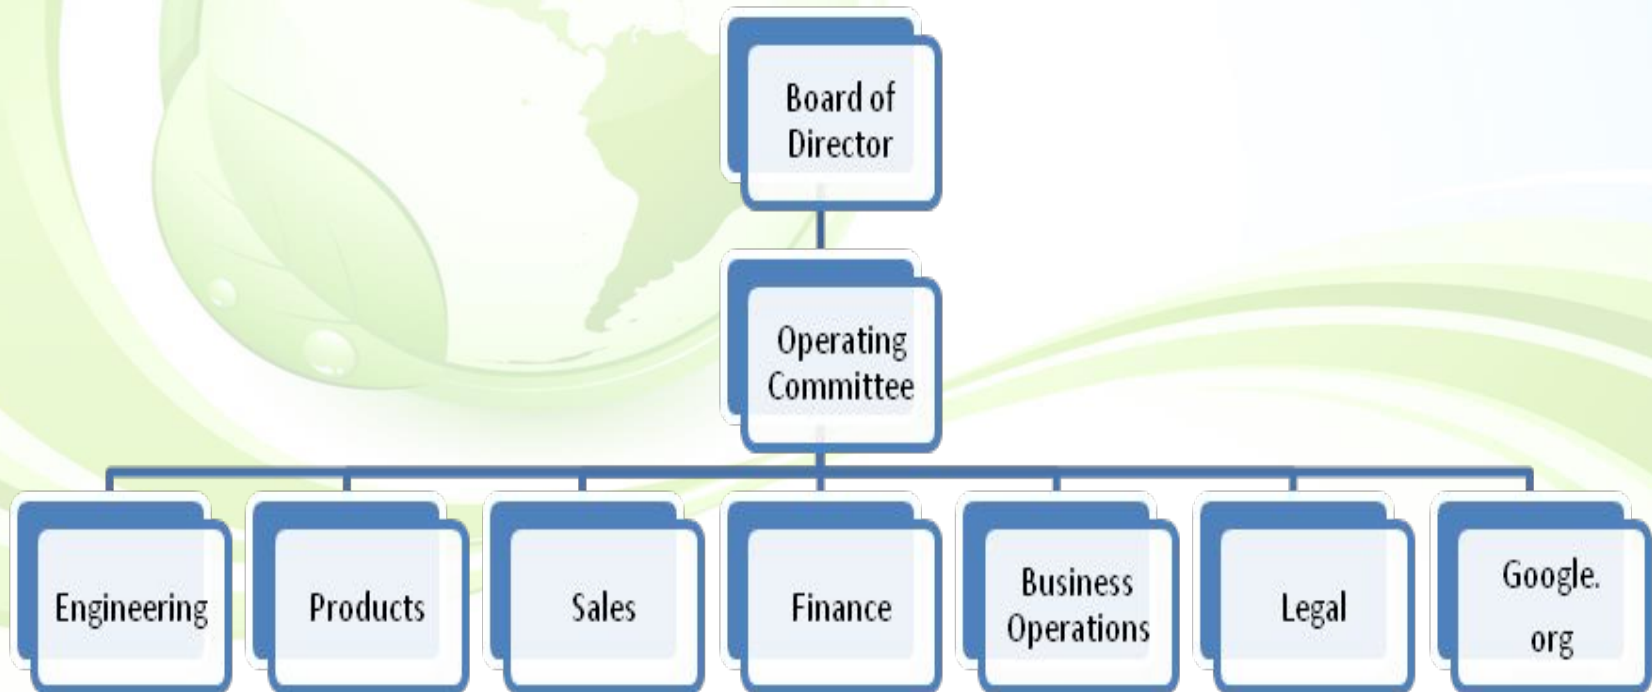 Board of
Director
Operating
Committee
Engineering
Products
Sales
Finance
Business
Operations
Legal
Google.
org